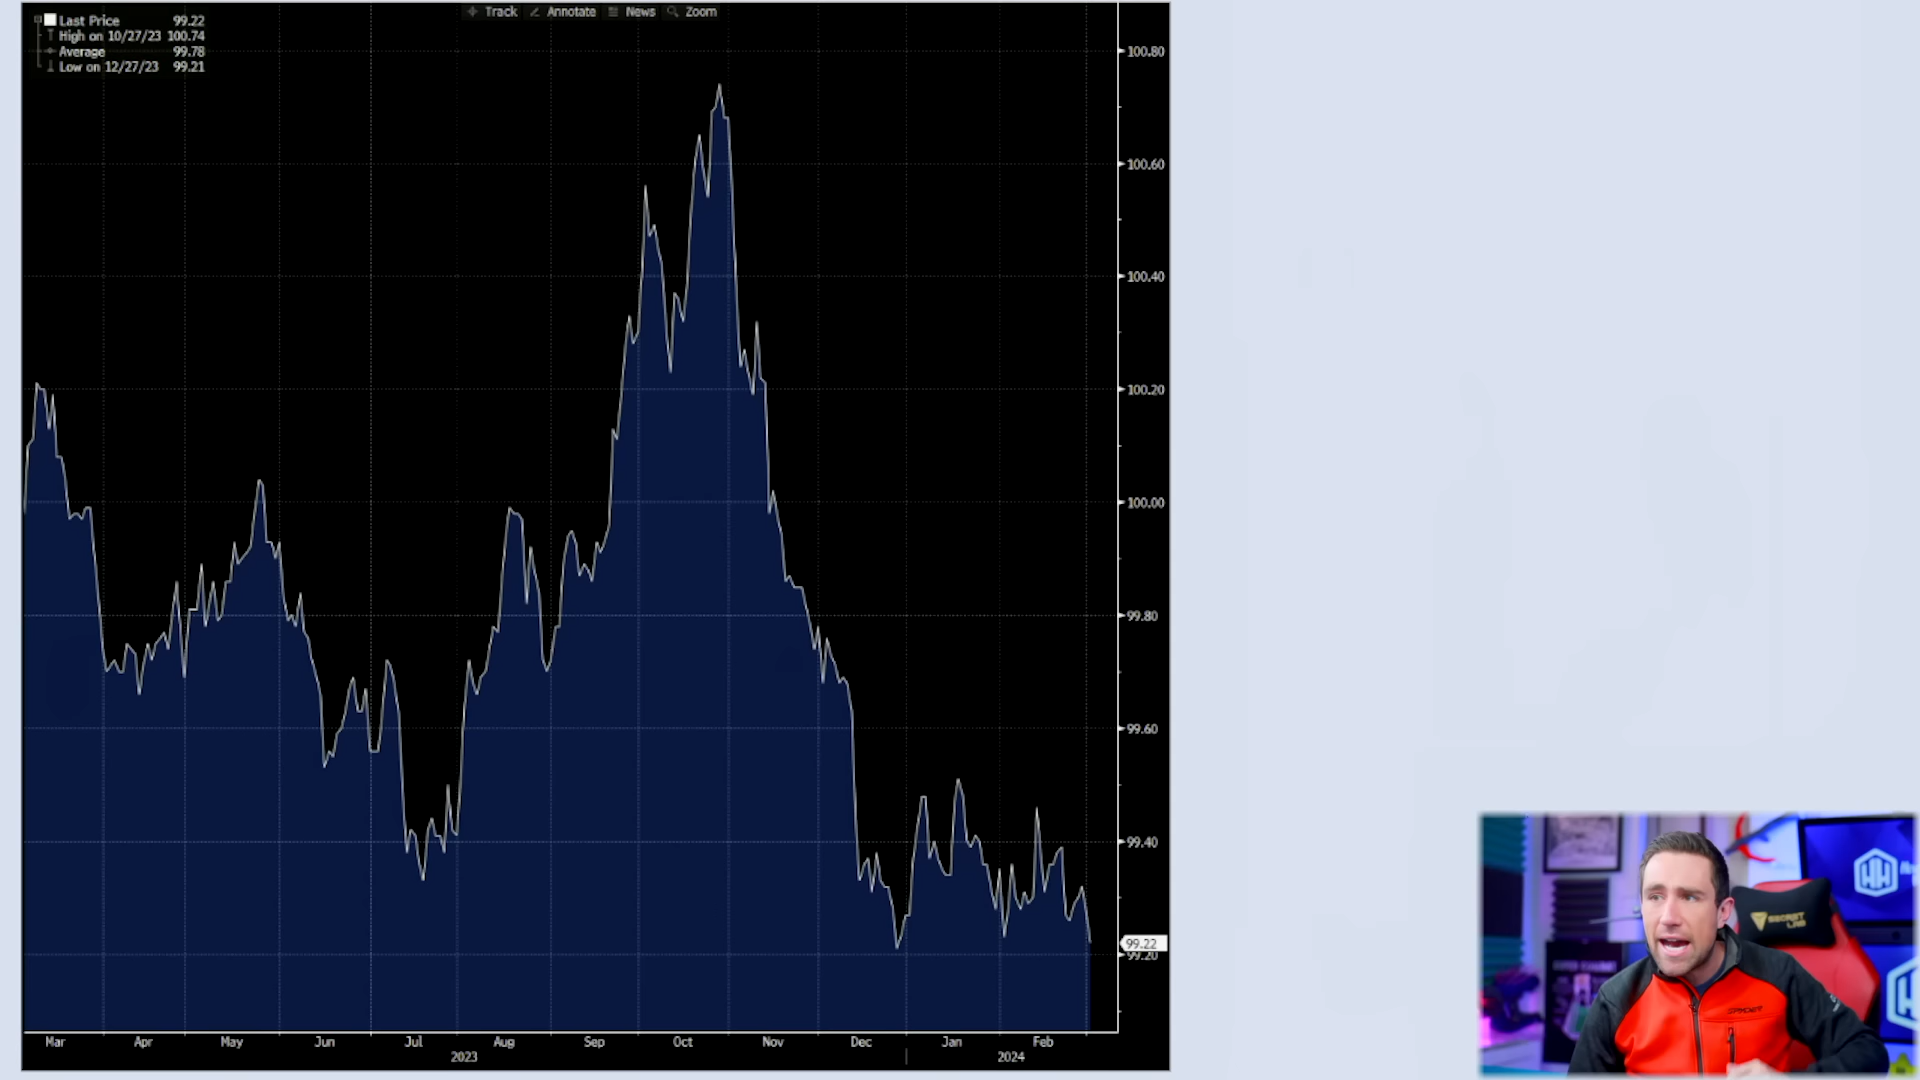 Track Annotate News Zoom
Last Price 99.22
High on 10/27/23 100.74
Average 99.78
Low on 12/27/23 99.21
100.80
100.60
100.40
100.20
100.00
99.80
99.60
99.40
99.22
99.20
Mar Apr May Jun Jul Aug Sep Oct Nov Dec Jan Feb
2023 2024
SECRET
LAB
SPYDER